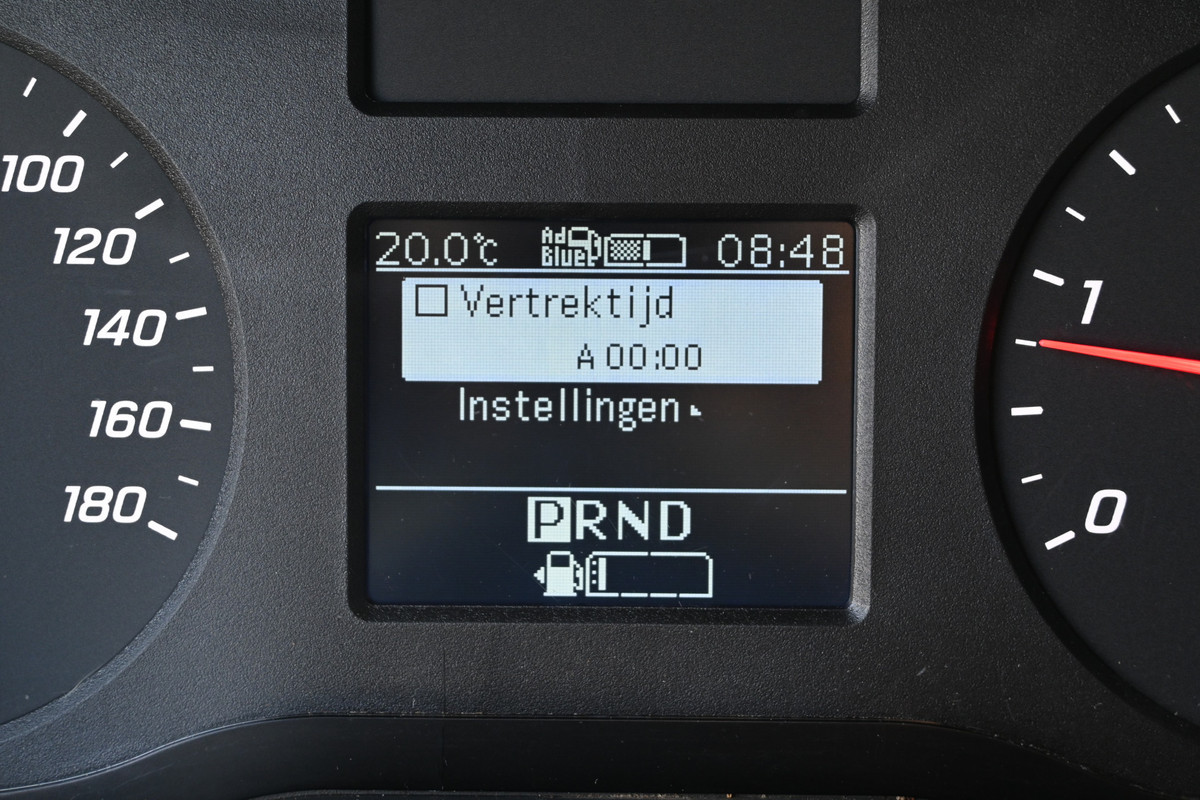 20.0°C Ad Blue 08:48
Vertrektijd
A 00:00
Instellingen
PRND
100
120
140
160
180
1
0